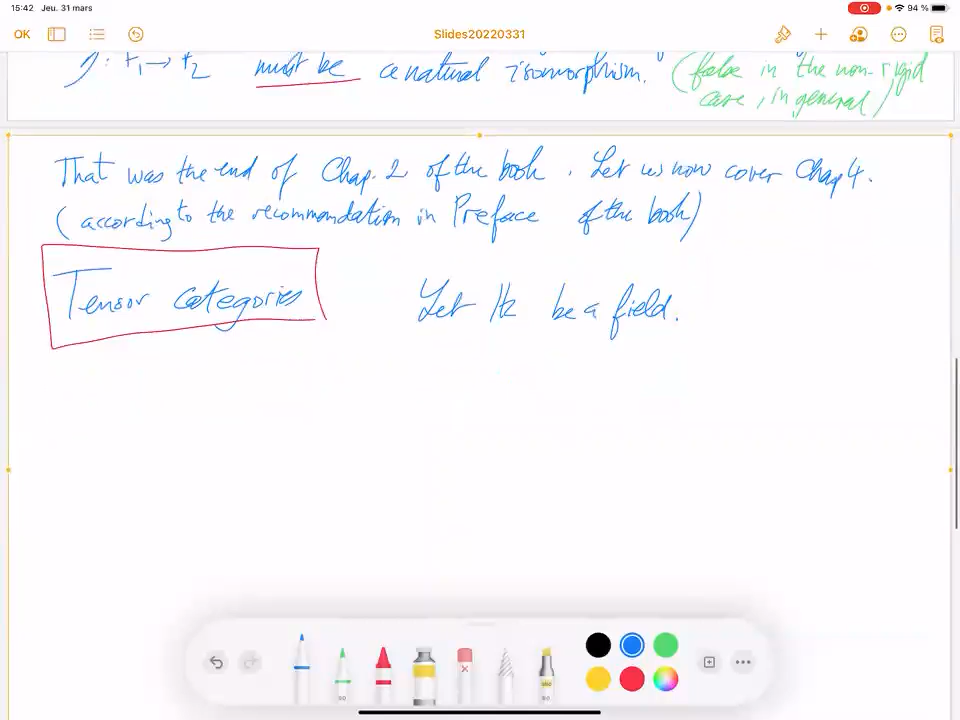 15:42 Jeu. 31 mars
94 %
OK
Slides20220331
: F₁ → F₂ must be a natural isomorphism. (false in the non-rigid
case, in general)
That was the end of Chap. 2 of the book. Let us now cover Chap 4.
(according to the recommandation in Preface of the book)
Tensor categories Let 𝕜 be a field.